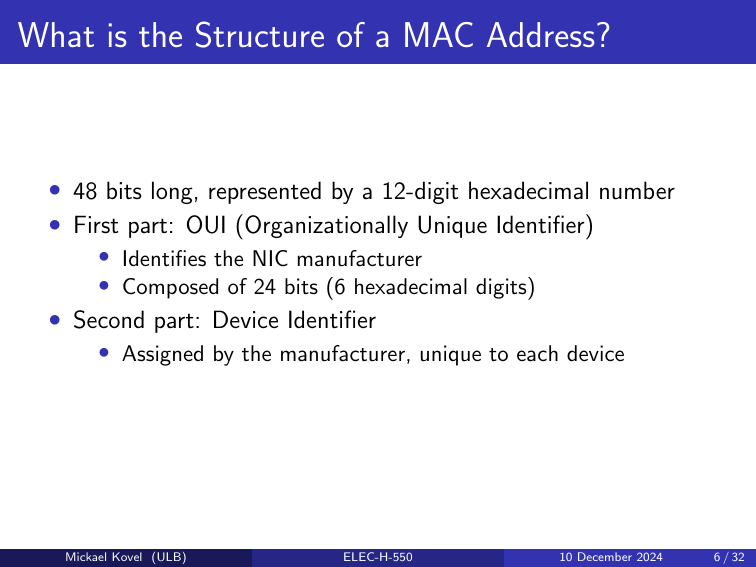 What is the Structure of a MAC Address?
• 48 bits long, represented by a 12-digit hexadecimal number
• First part: OUI (Organizationally Unique Identifier)
• Identifies the NIC manufacturer
• Composed of 24 bits (6 hexadecimal digits)
• Second part: Device Identifier
• Assigned by the manufacturer, unique to each device
Mickael Kovel (ULB) ELEC-H-550 10 December 2024 6 / 32